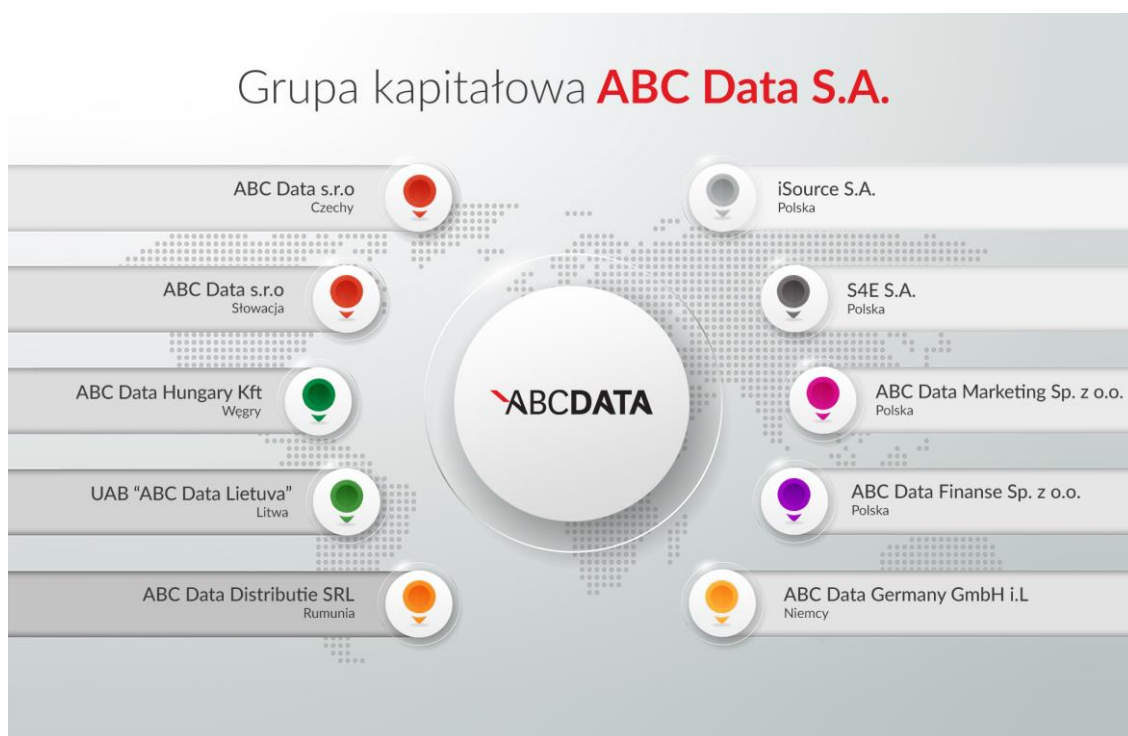 Grupa kapitałowa ABC Data S.A.
ABC Data s.r.o
Czechy
ABC Data s.r.o
Słowacja
ABC Data Hungary Kft
Węgry
UAB “ABC Data Lietuva”
Litwa
ABC Data Distributie SRL
Rumunia
ABCDATA
iSource S.A.
Polska
S4E S.A.
Polska
ABC Data Marketing Sp. z o.o.
Polska
ABC Data Finanse Sp. z o.o.
Polska
ABC Data Germany GmbH i.L
Niemcy